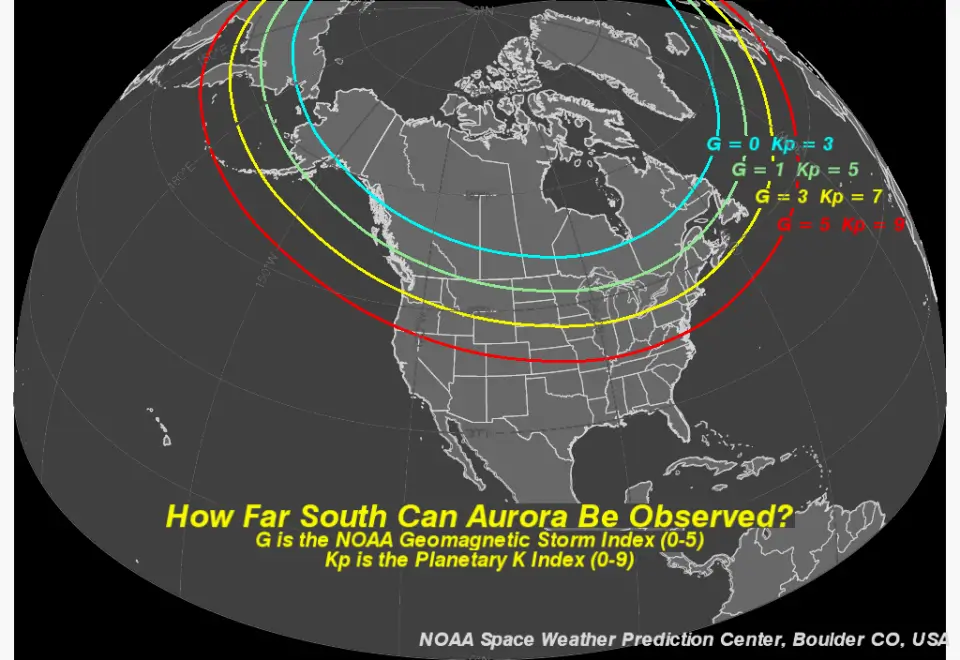 G = 0 Kp = 3
G = 1 Kp = 5
G = 3 Kp = 7
G = 5 Kp = 9
How Far South Can Aurora Be Observed?
G is the NOAA Geomagnetic Storm Index (0-5)
Kp is the Planetary K Index (0-9)
NOAA Space Weather Prediction Center, Boulder CO, USA